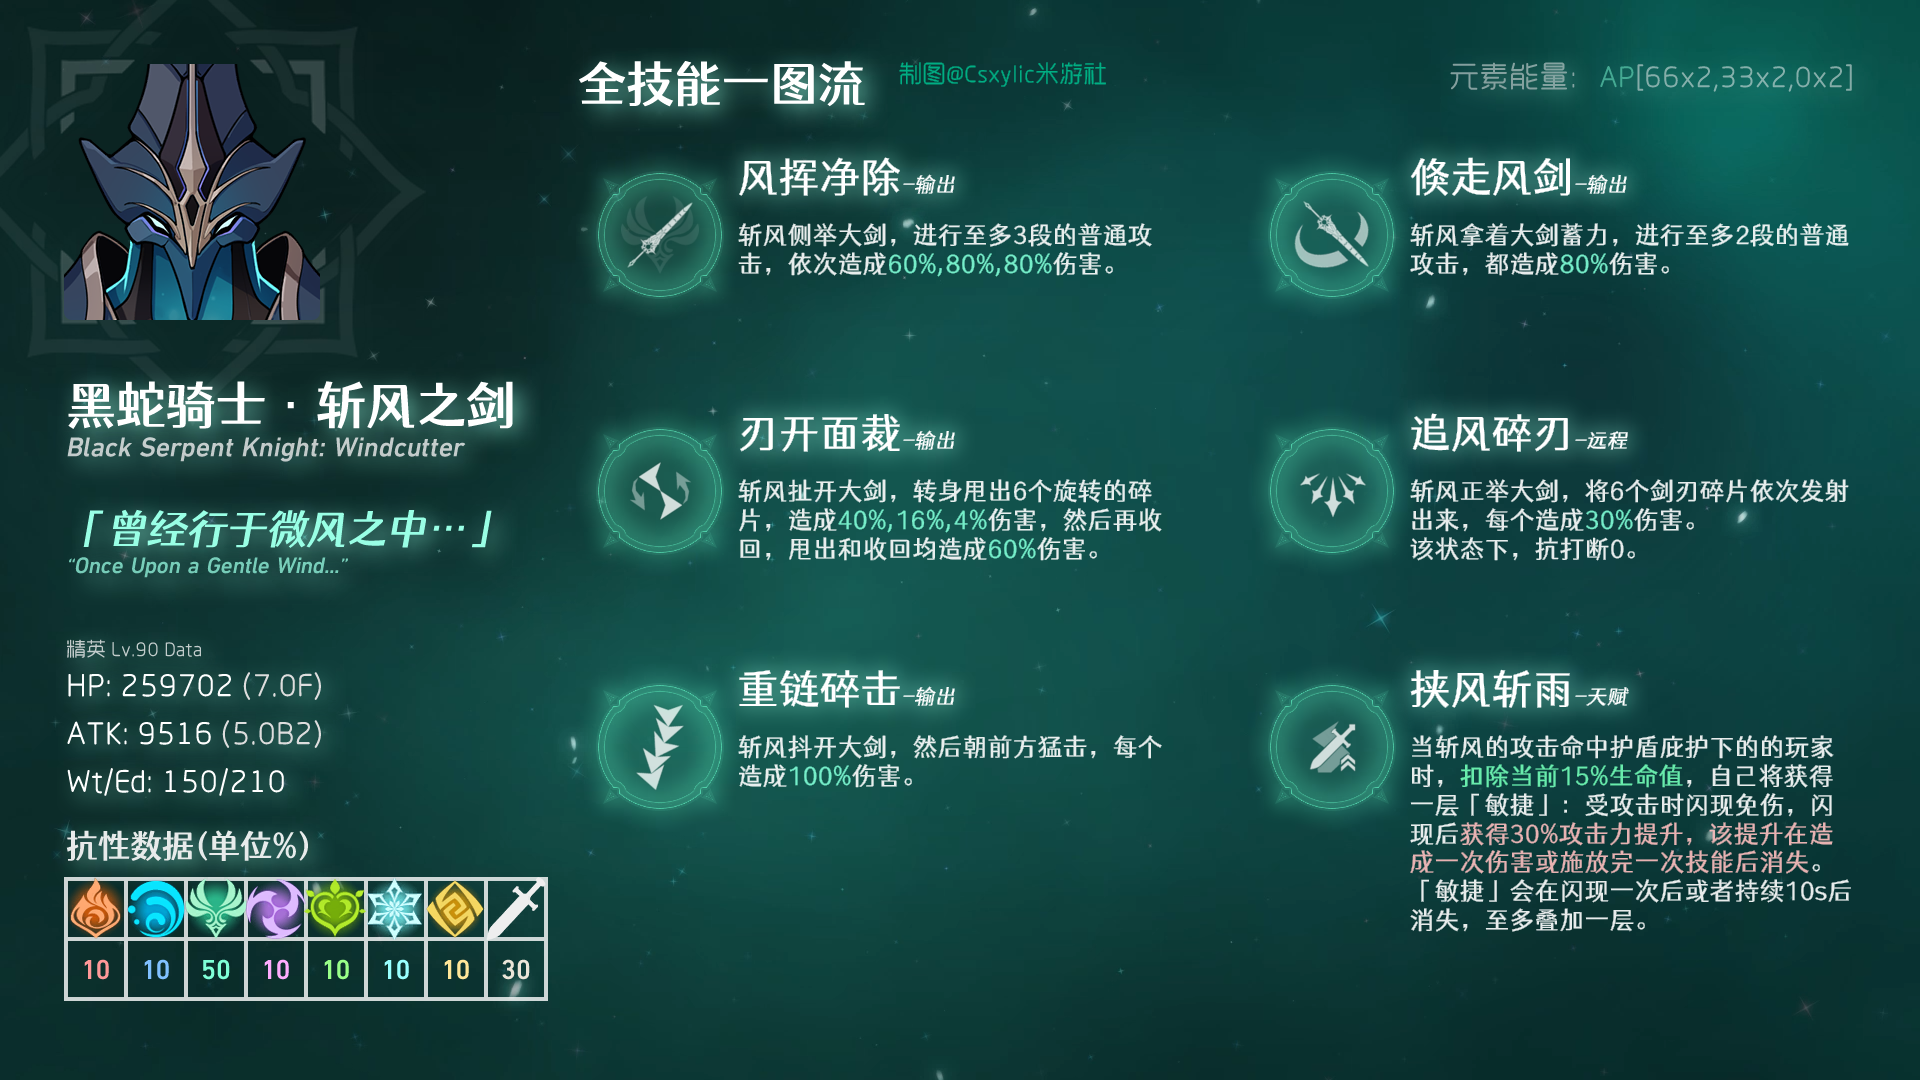 全技能一图流 制图@Csxylic米游社
元素能量: AP[66x2,33x2,0x2]
黑蛇骑士·斩风之剑
Black Serpent Knight: Windcutter
「曾经行于微风之中…」
“Once Upon a Gentle Wind...”
精英 Lv.90 Data
HP: 259702 (7.0F)
ATK: 9516 (5.0B2)
Wt/Ed: 150/210
抗性数据(单位%)
10 10 50 10 10 10 10 30
风挥净除-输出
斩风侧举大剑，进行至多3段的普通攻
击，依次造成60%,80%,80%伤害。
倏走风剑-输出
斩风拿着大剑蓄力，进行至多2段的普通
攻击，都造成80%伤害。
刃开面裁-输出
斩风扯开大剑，转身甩出6个旋转的碎
片，造成40%,16%,4%伤害，然后再收
回，甩出和收回均造成60%伤害。
追风碎刃-远程
斩风正举大剑，将6个剑刃碎片依次发射
出来，每个造成30%伤害。
该状态下，抗打断0。
重链碎击-输出
斩风抖开大剑，然后朝前方猛击，每个
造成100%伤害。
挟风斩雨-天赋
当斩风的攻击命中护盾庇护下的的玩家
时，扣除当前15%生命值，自己将获得
一层「敏捷」：受攻击时闪现免伤，闪
现后获得30%攻击力提升，该提升在造
成一次伤害或施放完一次技能后消失。
「敏捷」会在闪现一次后或者持续10s后
消失，至多叠加一层。